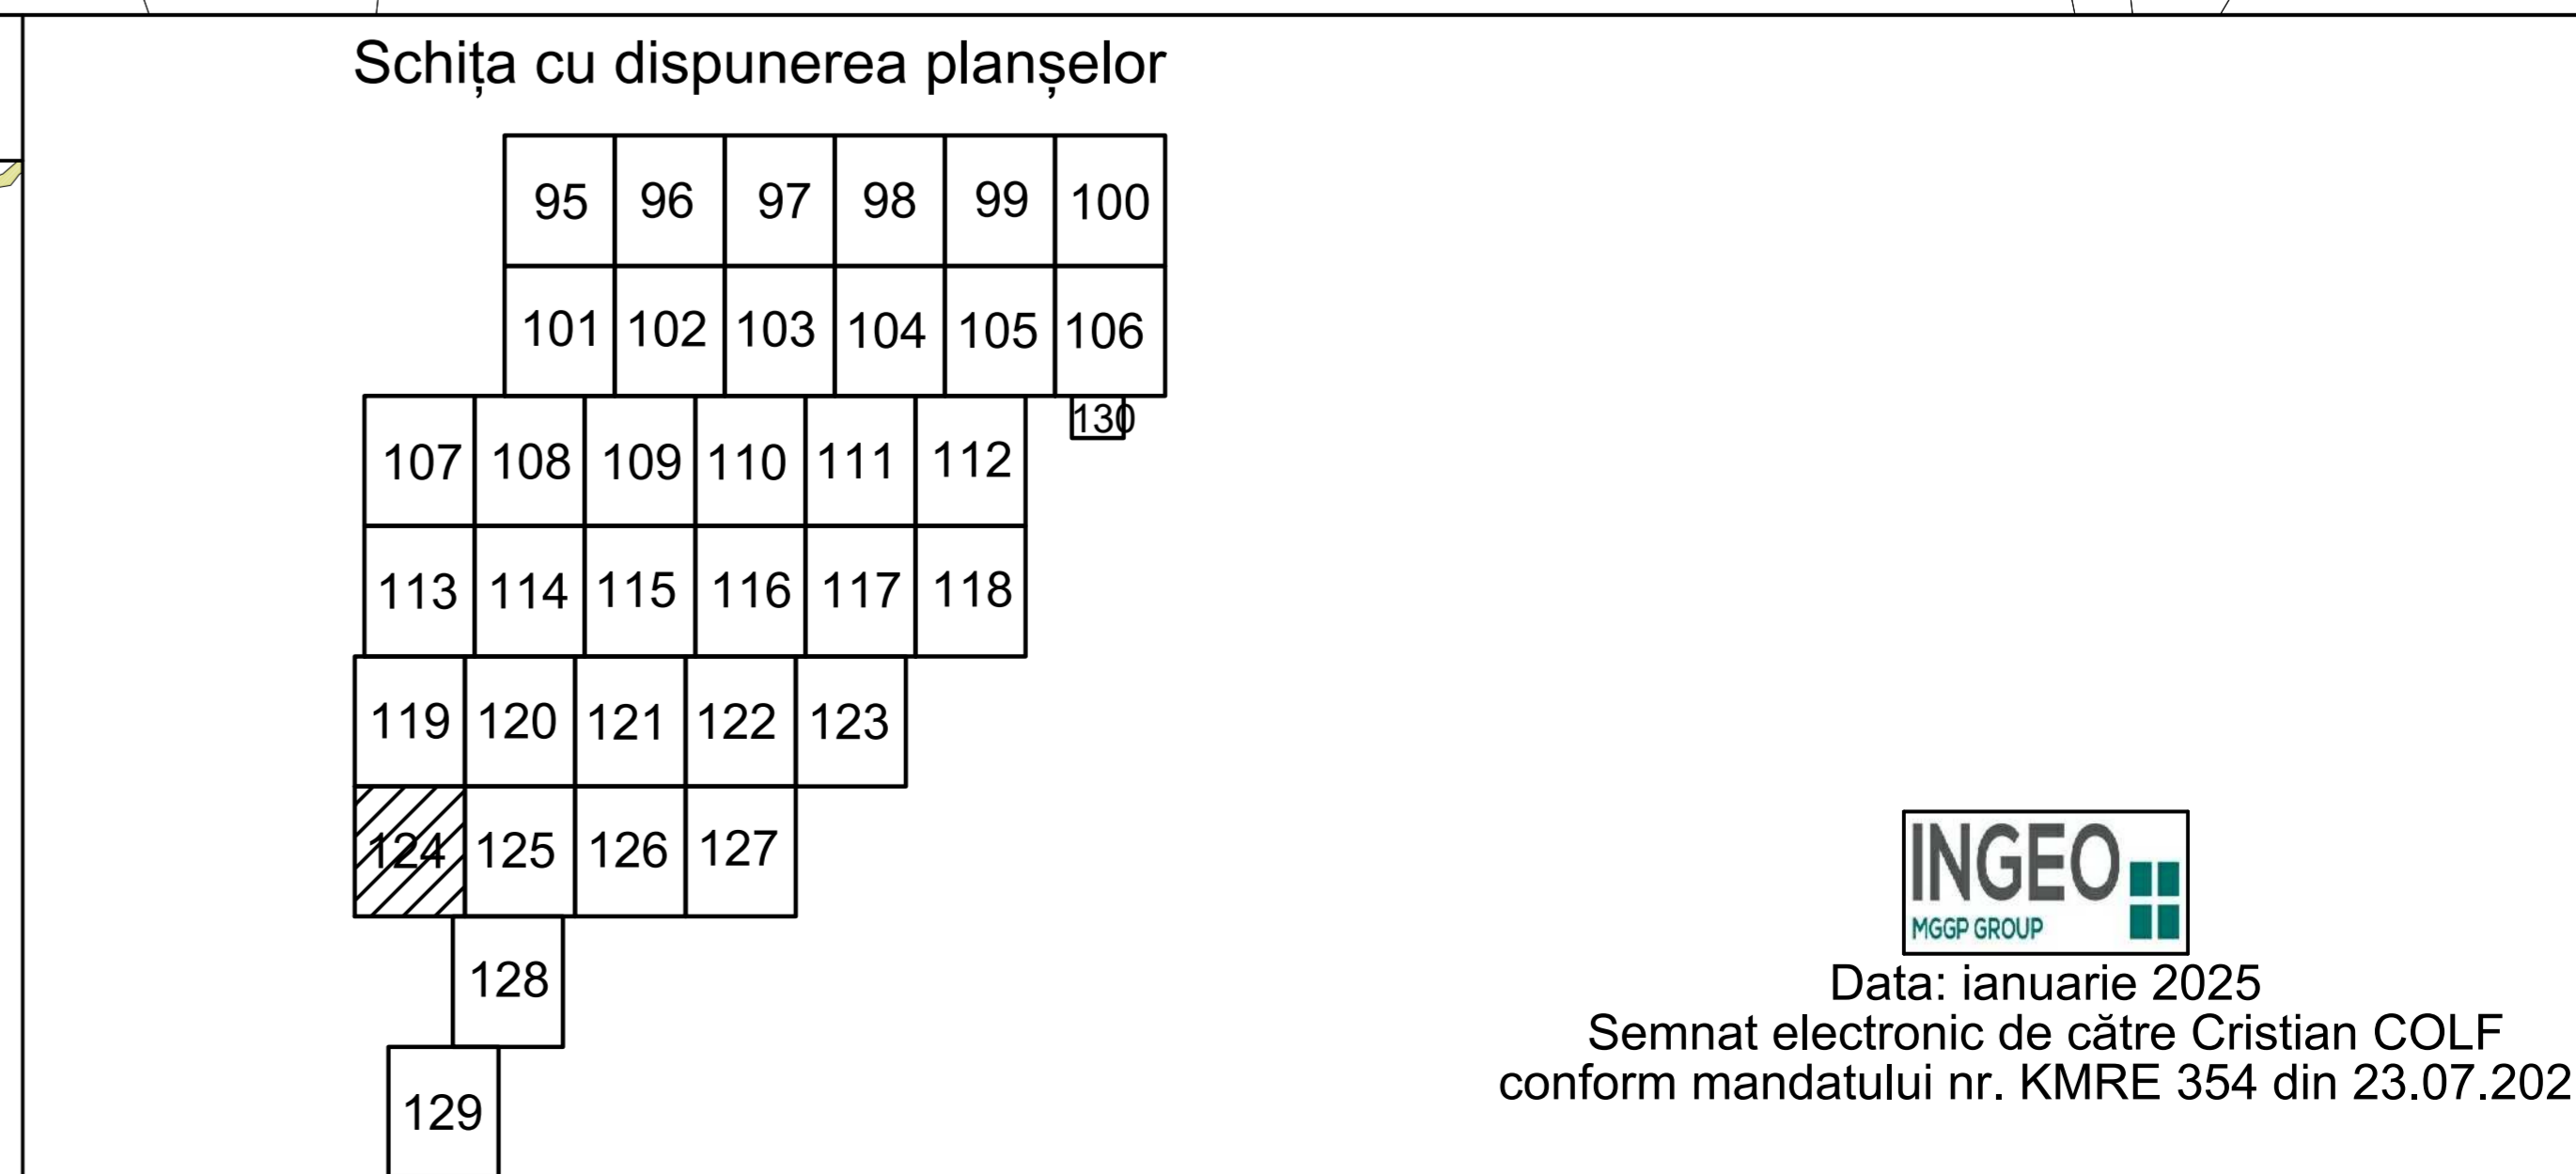 Schița cu dispunerea planșelor
95 96 97 98 99 100
101 102 103 104 105 106
130
107 108 109 110 111 112
113 114 115 116 117 118
119 120 121 122 123
124 125 126 127
128
129
INGEO
MGGP GROUP
Data: ianuarie 2025
Semnat electronic de către Cristian COLF
conform mandatului nr. KMRE 354 din 23.07.202